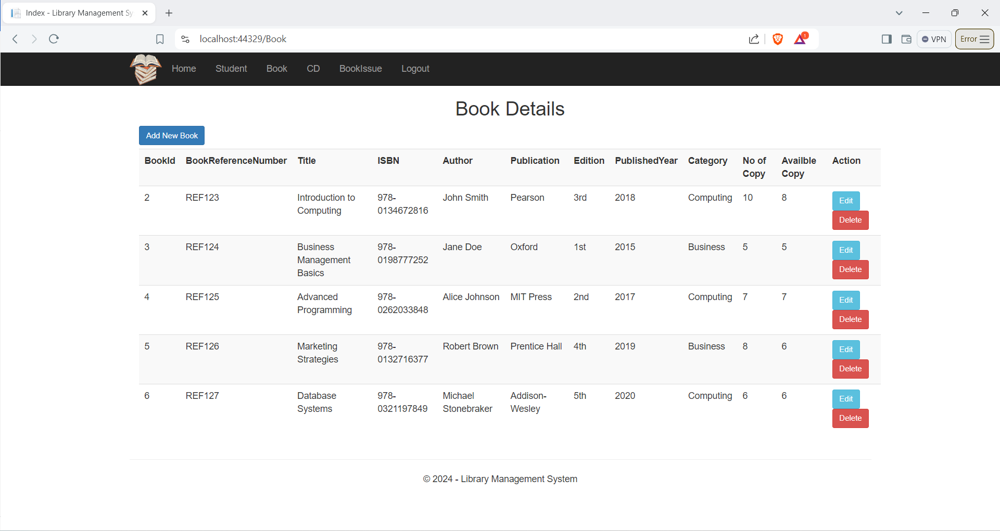 Index - Library Management Sy
localhost:44329/Book
1
VPN
Error
Home Student Book CD BookIssue Logout
Book Details
Add New Book
BookId BookReferenceNumber Title ISBN Author Publication Edition PublishedYear Category No of Availble Action
Copy Copy
2 REF123 Introduction to 978- John Smith Pearson 3rd 2018 Computing 10 8 Edit
Computing 0134672816
Delete
3 REF124 Business 978- Jane Doe Oxford 1st 2015 Business 5 5 Edit
Management 0198777252
Basics Delete
4 REF125 Advanced 978- Alice Johnson MIT Press 2nd 2017 Computing 7 7 Edit
Programming 0262033848
Delete
5 REF126 Marketing 978- Robert Brown Prentice Hall 4th 2019 Business 8 6 Edit
Strategies 0132716377
Delete
6 REF127 Database 978- Michael Addison- 5th 2020 Computing 6 6 Edit
Systems 0321197849 Stonebraker Wesley
Delete
© 2024 - Library Management System